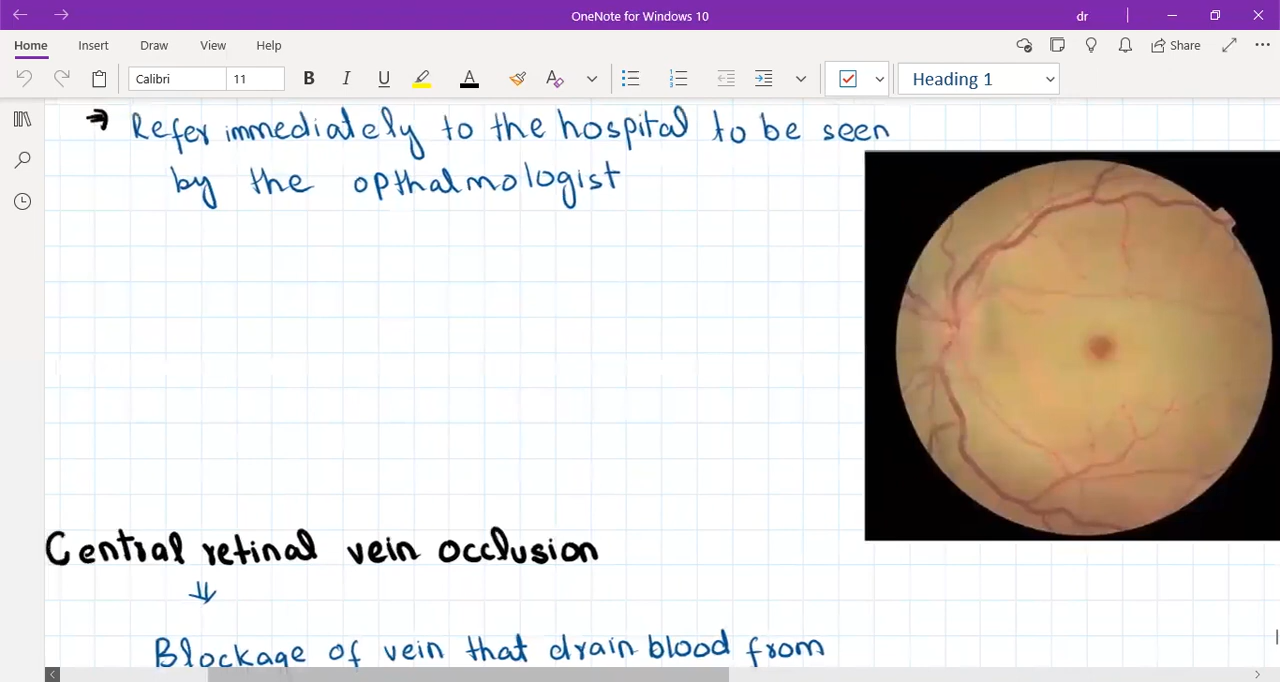 OneNote for Windows 10
dr
Home Insert Draw View Help
Share
Calibri 11 B I U A A Heading 1
Refer immediately to the hospital to be seen
by the opthalmologist
Central retinal vein occlusion
Blockage of vein that drain blood from